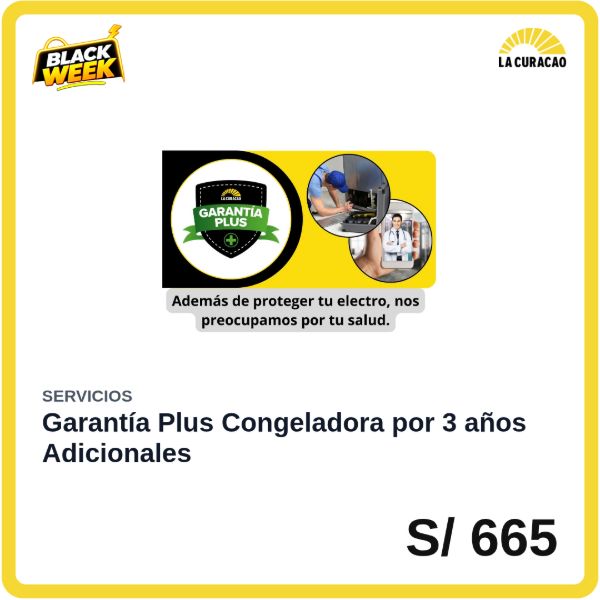 BLACK
WEEK
LA CURACAO
LA CURACAO
GARANTÍA
PLUS
Además de proteger tu electro, nos
preocupamos por tu salud.
SERVICIOS
Garantía Plus Congeladora por 3 años
Adicionales
S/ 665